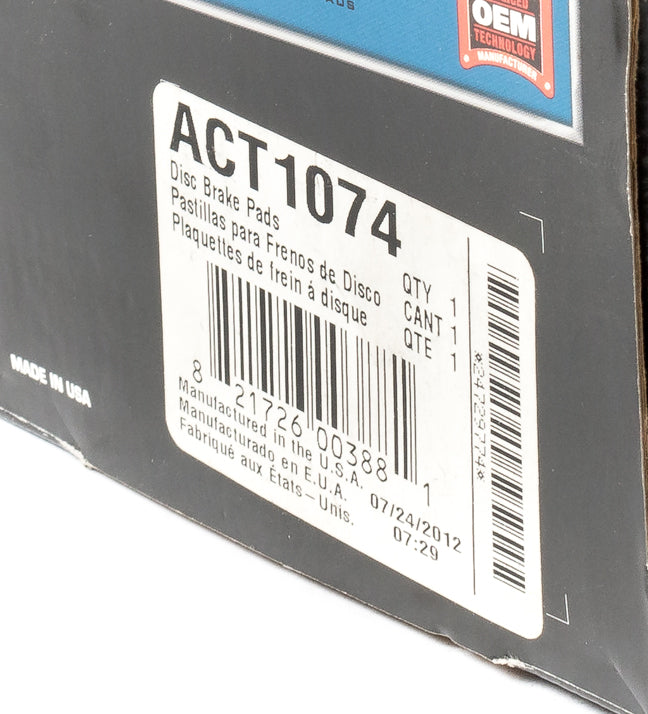 ADS
OEM
TECHNOLOGY
MANUFACTURER
ACT1074
Disc Brake Pads
Pastillas para Frenos de Disco
Plaquettes de frein á disque
QTY 1
CANT 1
QTE 1
8 21726 00388 1
*247297774*
Manufactured in the U.S.A.
Manufacturado en E.U.A.
Fabriqué aux États-Unis.
07/24/2012
07:29
MADE IN USA